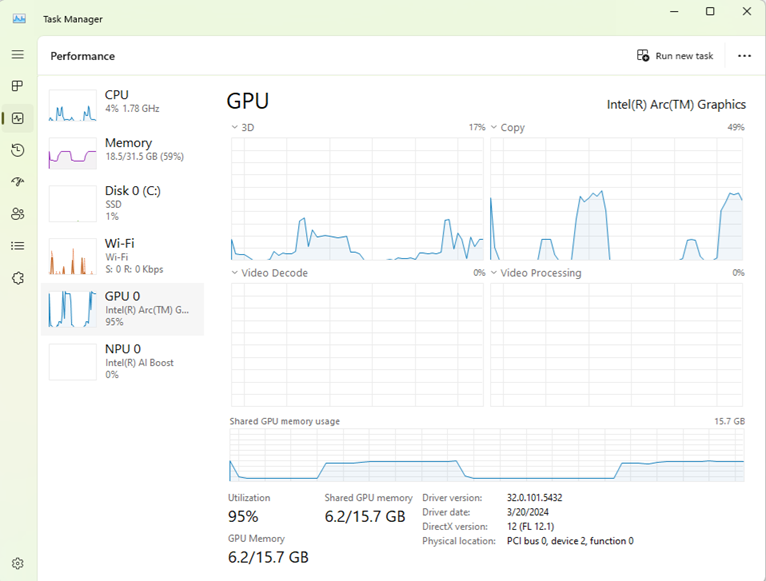 Task Manager
Performance
Run new task
CPU
4% 1.78 GHz
Memory
18.5/31.5 GB (59%)
Disk 0 (C:)
SSD
1%
Wi-Fi
Wi-Fi
S: 0 R: 0 Kbps
GPU 0
Intel(R) Arc(TM) G...
95%
NPU 0
Intel(R) AI Boost
0%
GPU
Intel(R) Arc(TM) Graphics
3D 17%
Copy 49%
Video Decode 0%
Video Processing 0%
Shared GPU memory usage 15.7 GB
Utilization
95%
Shared GPU memory
6.2/15.7 GB
GPU Memory
6.2/15.7 GB
Driver version: 32.0.101.5432
Driver date: 3/20/2024
DirectX version: 12 (FL 12.1)
Physical location: PCI bus 0, device 2, function 0